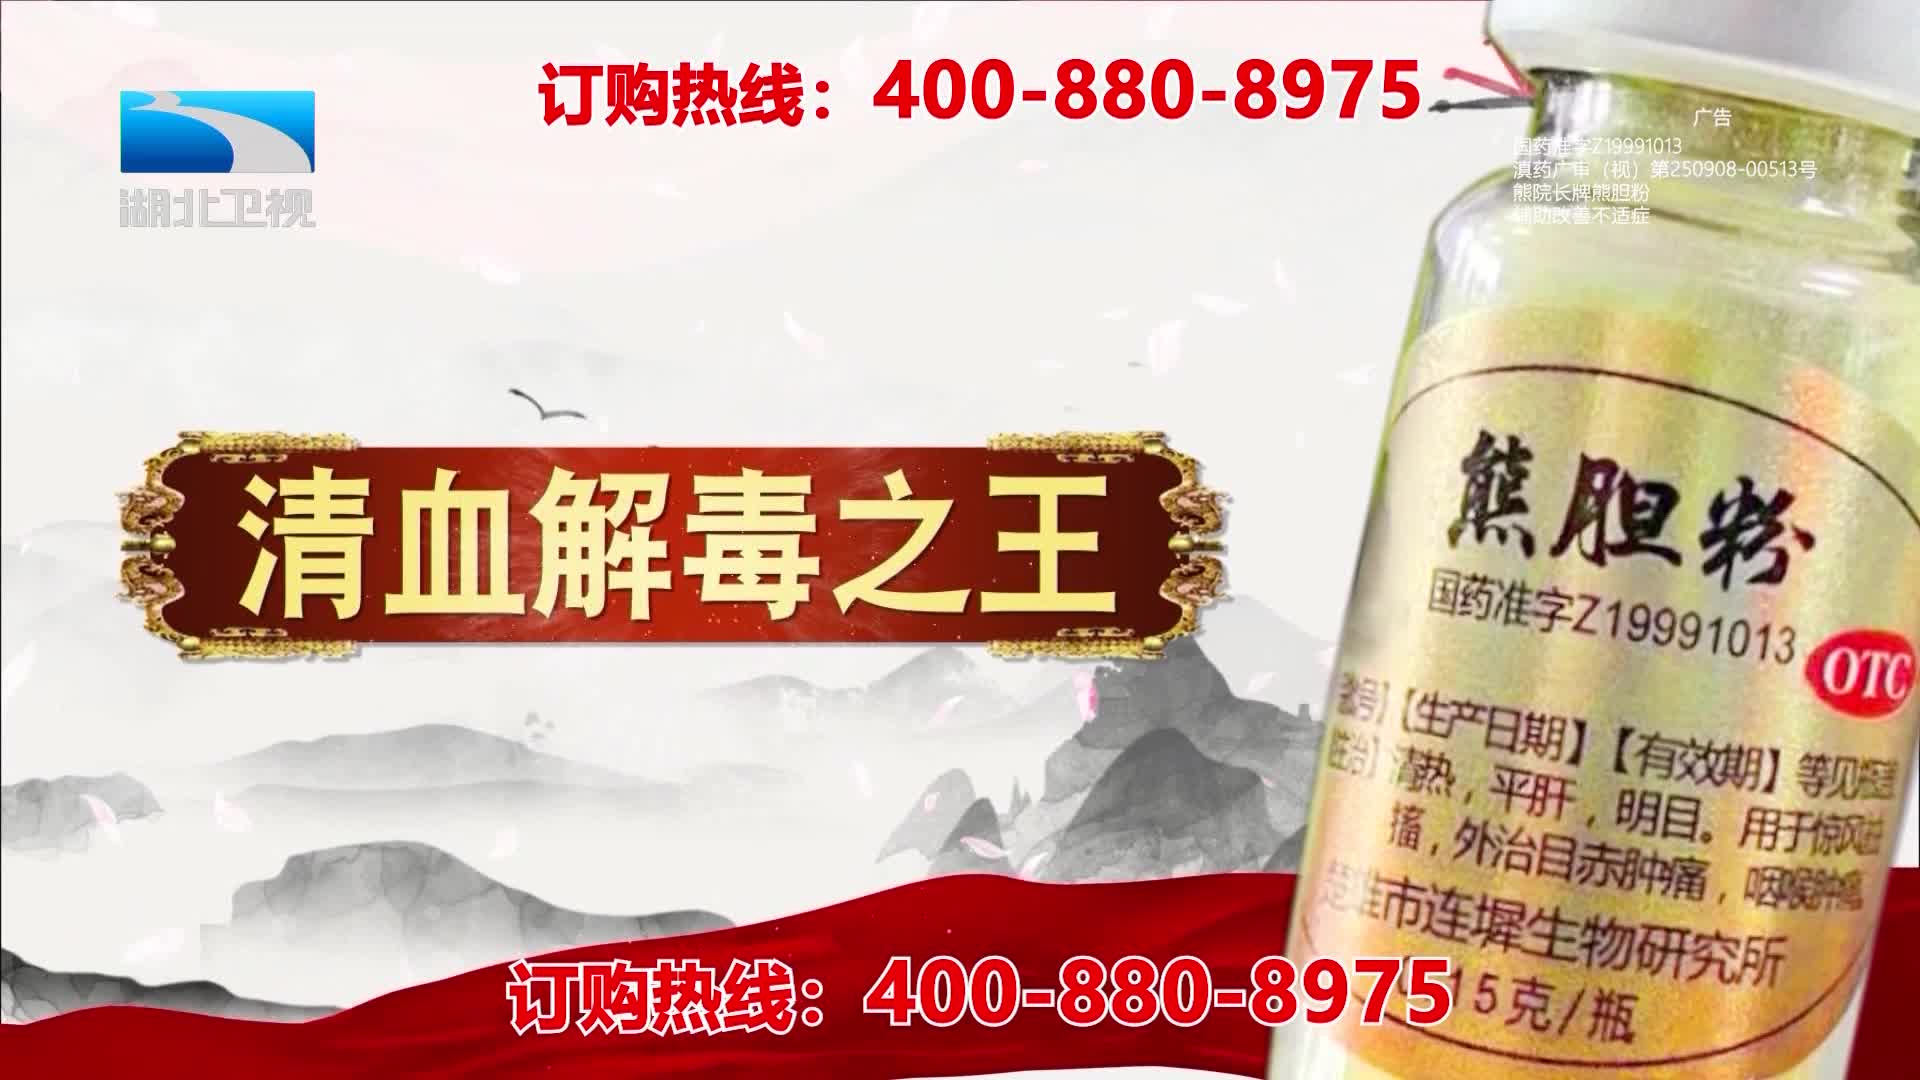 订购热线：400-880-8975
湖北卫视
广告
国药准字Z19991013
滇药广审（视）第250908-00513号
熊院长牌熊胆粉
辅助改善不适症
清血解毒之王
熊胆粉
国药准字Z19991013
OTC
【生产日期】【有效期】等见
清热，平肝，明目。用于惊风
搐，外治目赤肿痛，咽喉肿痛
楚雄市连墀生物研究所
15克/瓶
订购热线：400-880-8975